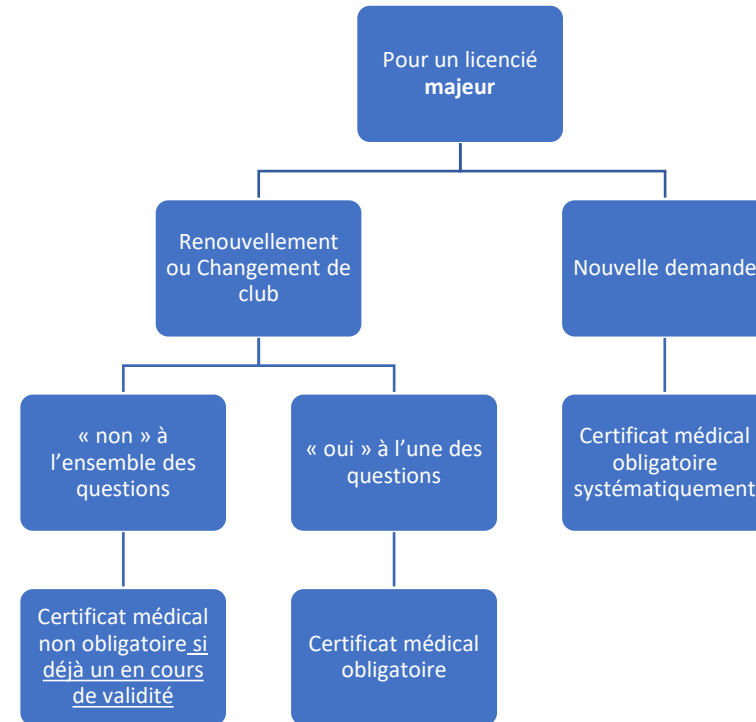 Pour un licencié
majeur
Renouvellement
ou Changement de
club
Nouvelle demande
« non » à
l’ensemble des
questions
« oui » à l’une des
questions
Certificat médical
obligatoire
systématiquement
Certificat médical
non obligatoire si
déjà un en cours
de validité
Certificat médical
obligatoire